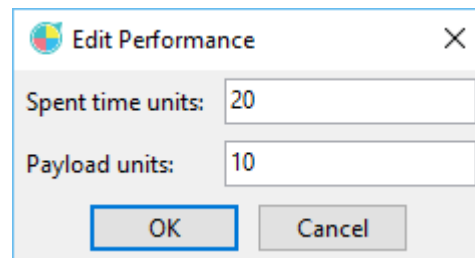 Edit Performance
Spent time units: 20
Payload units: 10
OK Cancel